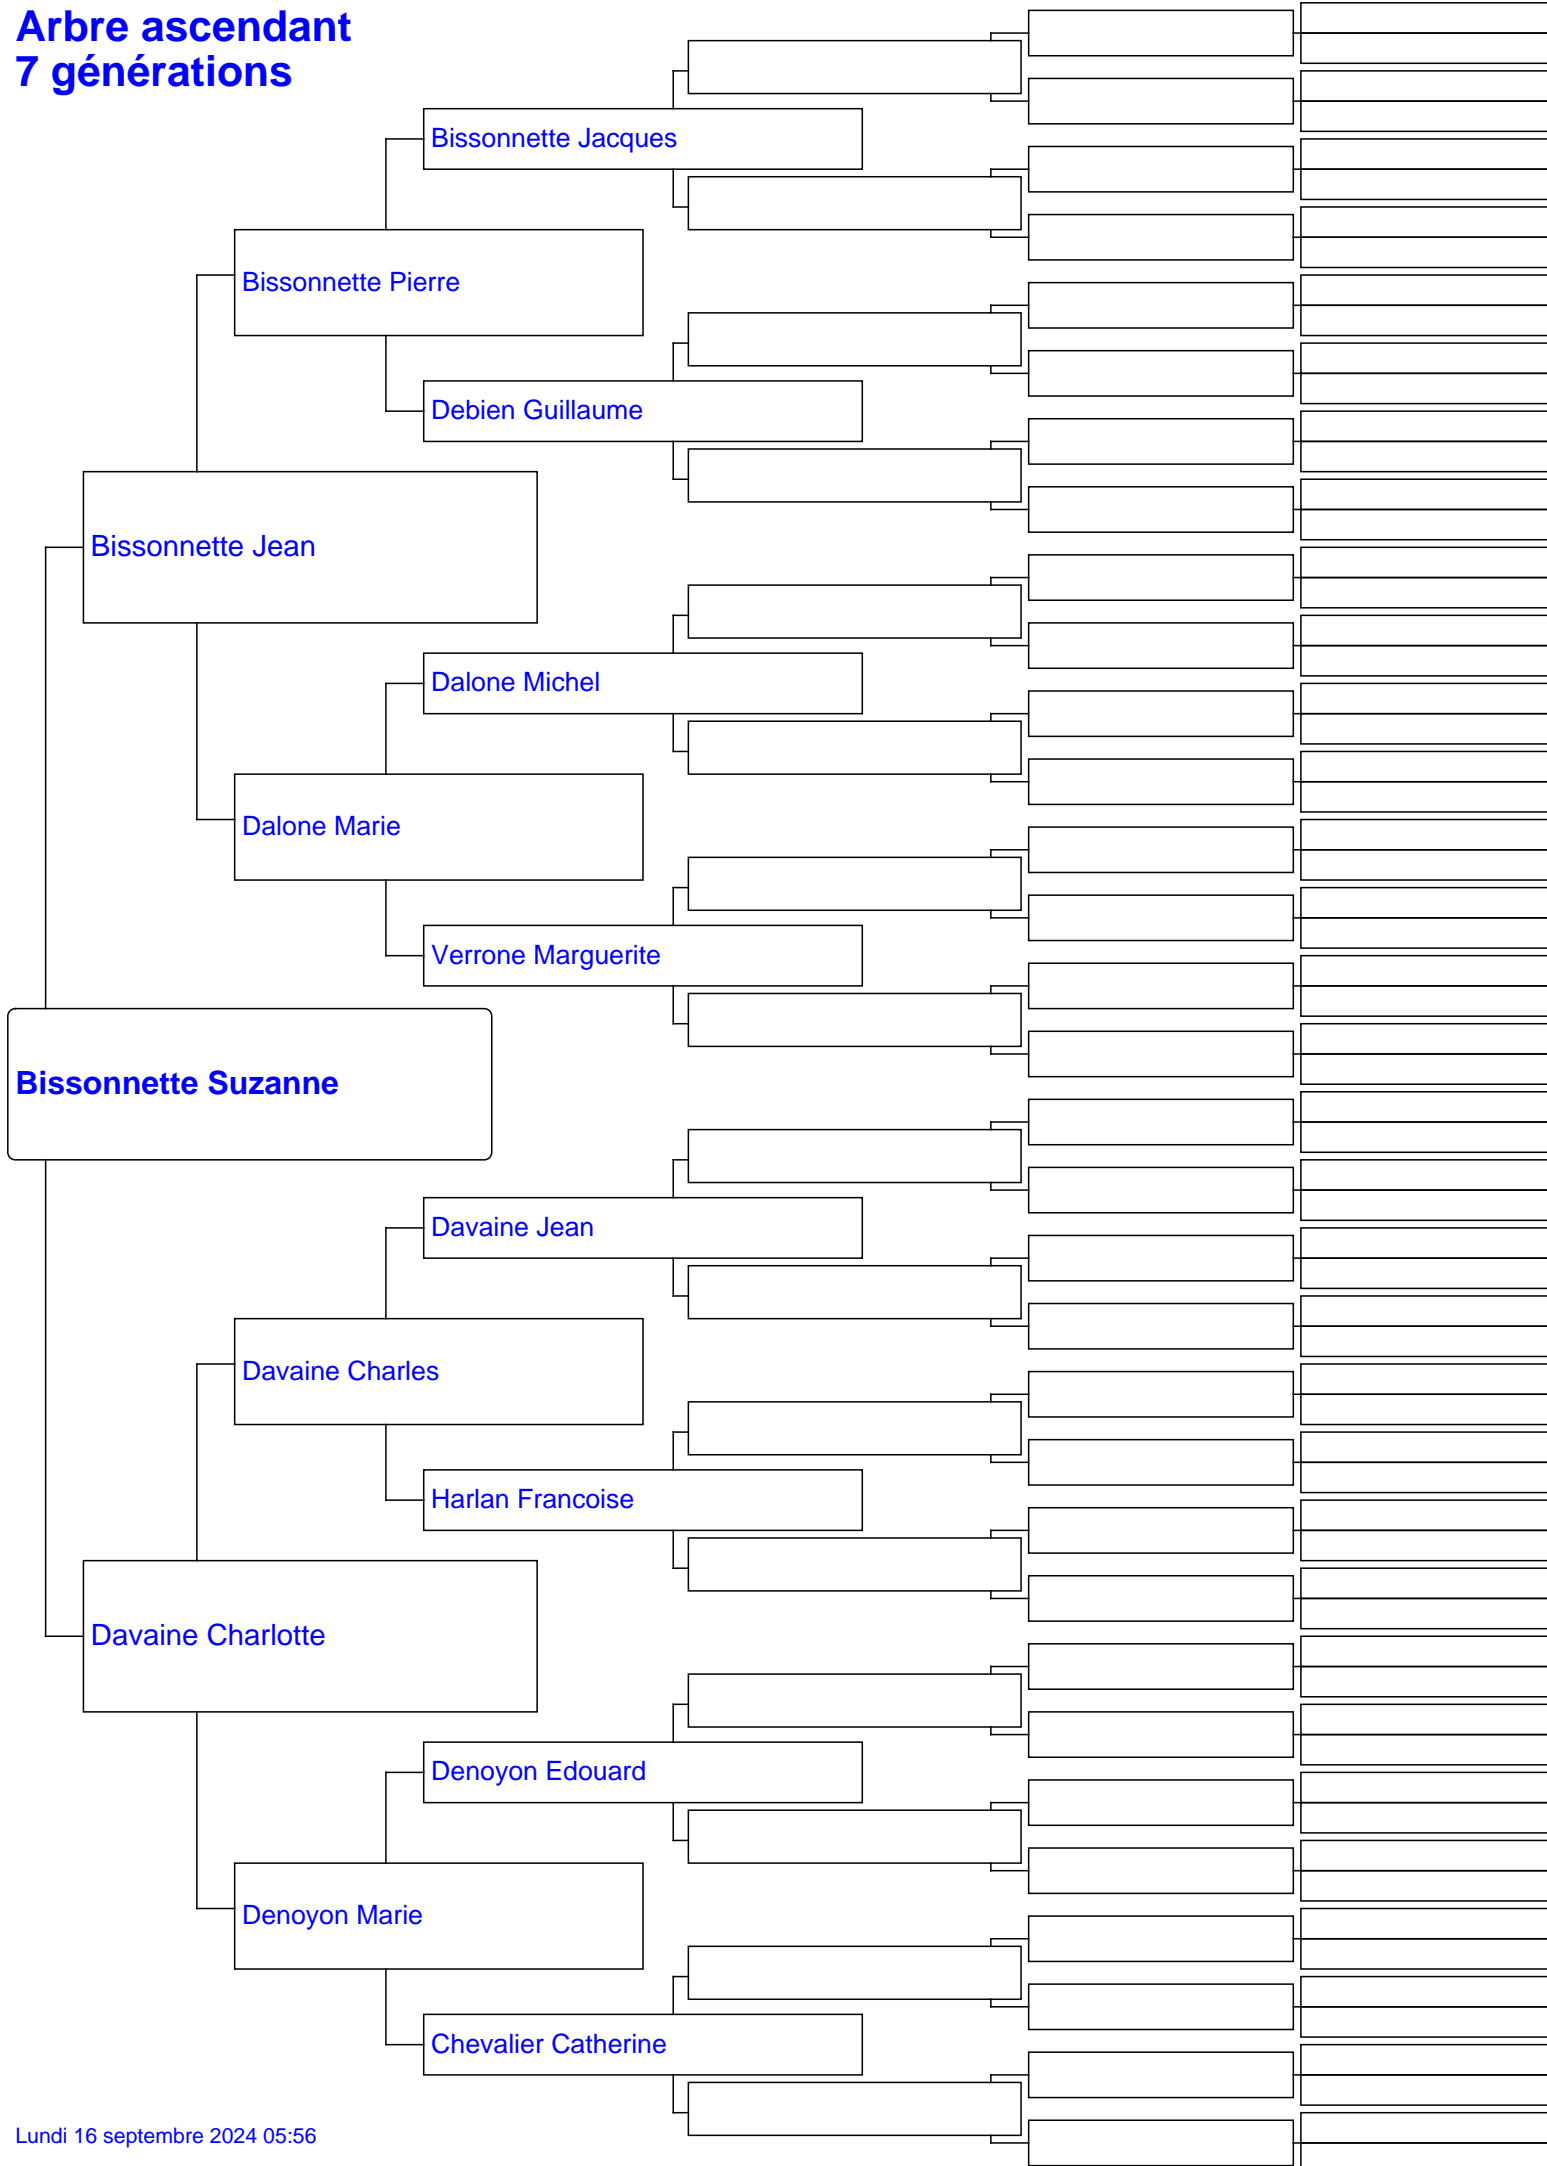 Arbre ascendant
7 générations
Bissonnette Jacques
Bissonnette Pierre
Debien Guillaume
Bissonnette Jean
Dalone Michel
Dalone Marie
Verrone Marguerite
Bissonnette Suzanne
Davaine Jean
Davaine Charles
Harlan Francoise
Davaine Charlotte
Denoyon Edouard
Denoyon Marie
Chevalier Catherine
Lundi 16 septembre 2024 05:56